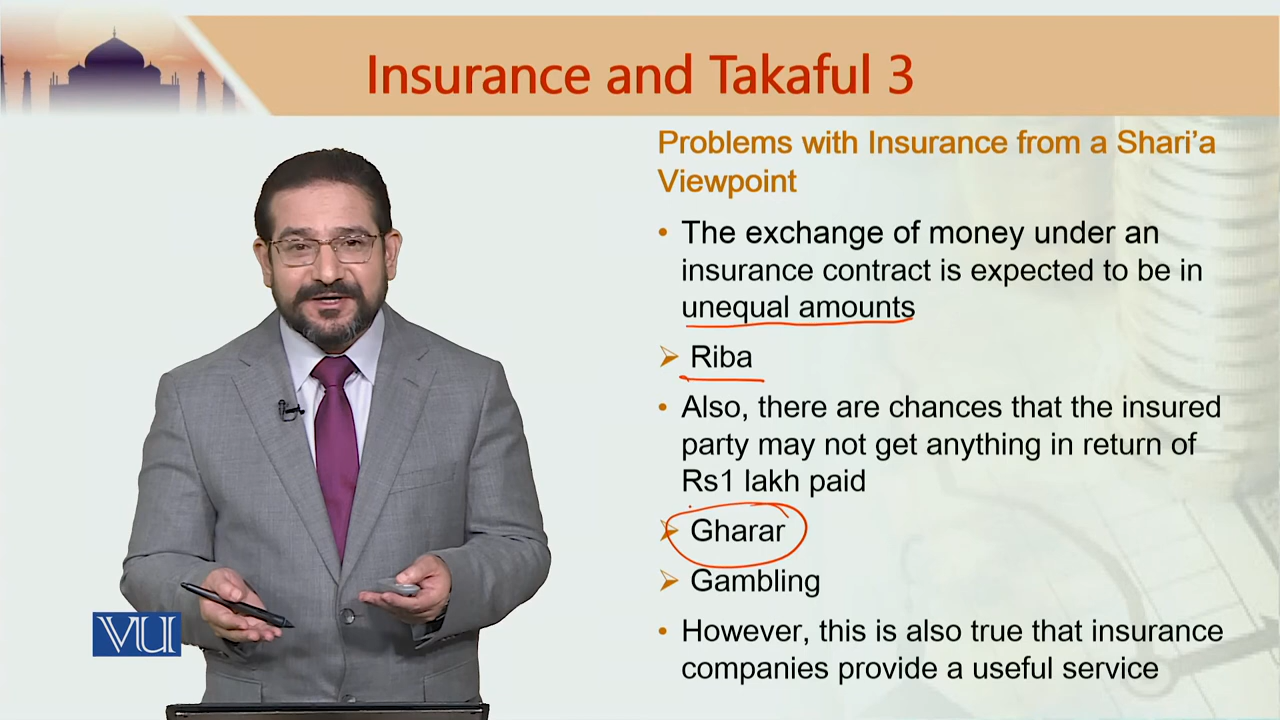 Insurance and Takaful 3
Problems with Insurance from a Shari'a
Viewpoint
• The exchange of money under an
insurance contract is expected to be in
unequal amounts
➢ Riba
• Also, there are chances that the insured
party may not get anything in return of
Rs1 lakh paid
➢ Gharar
➢ Gambling
• However, this is also true that insurance
companies provide a useful service
VU